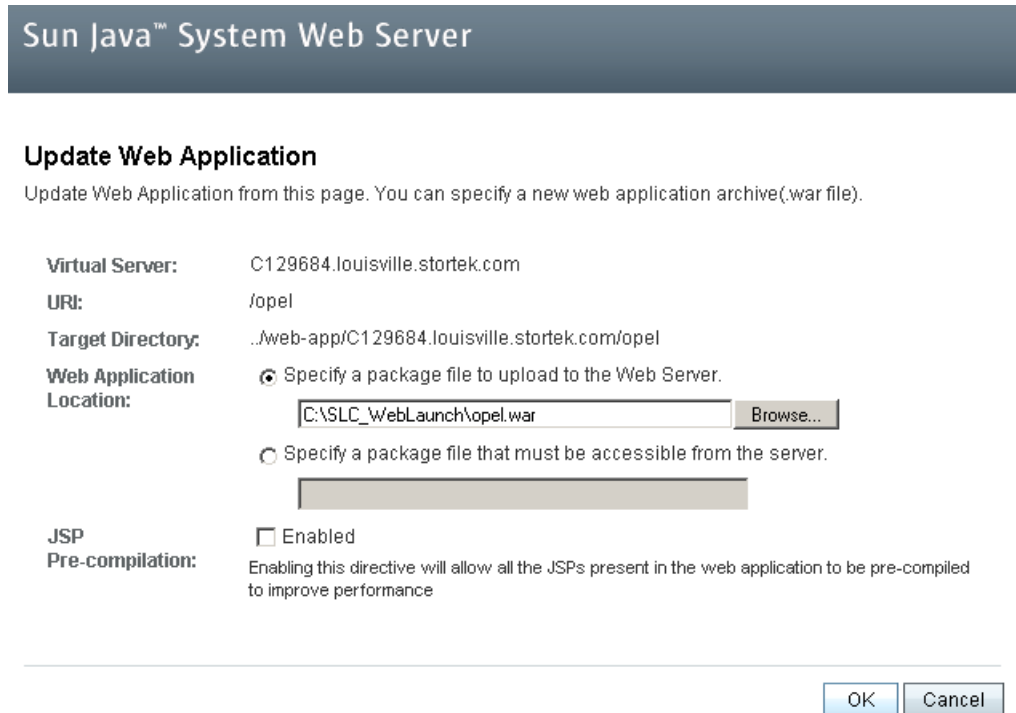 Sun Java™ System Web Server
Update Web Application
Update Web Application from this page. You can specify a new web application archive(.war file).
Virtual Server: C129684.louisville.stortek.com
URI: /opel
Target Directory: ../web-app/C129684.louisville.stortek.com/opel
Web Application Location:
Specify a package file to upload to the Web Server.
C:\SLC_WebLaunch\opel.war Browse...
Specify a package file that must be accessible from the server.
JSP Pre-compilation:
Enabled
Enabling this directive will allow all the JSPs present in the web application to be pre-compiled
to improve performance
OK Cancel